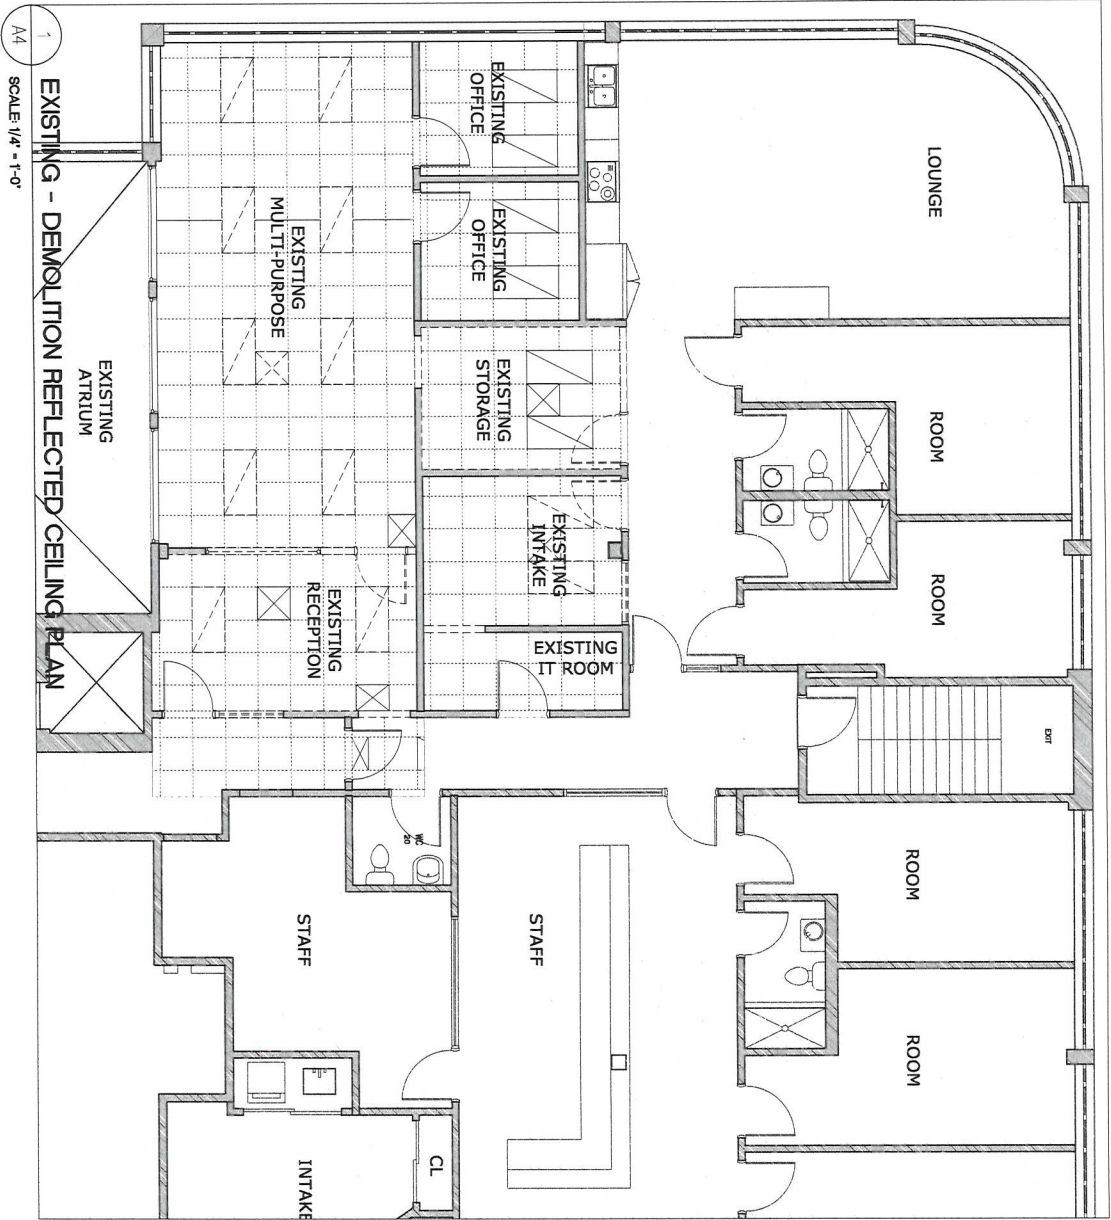 1
A4
EXISTING - DEMOLITION REFLECTED CEILING PLAN
SCALE: 1/4" = 1'-0"
EXISTING
OFFICE
EXISTING
OFFICE
LOUNGE
EXISTING
MULTI-PURPOSE
EXISTING
ATRIUM
EXISTING
STORAGE
ROOM
EXISTING
INTAKE
ROOM
EXISTING
RECEPTION
EXISTING
IT ROOM
EXIT
WC
20
ROOM
STAFF
STAFF
ROOM
CL
INTAKE